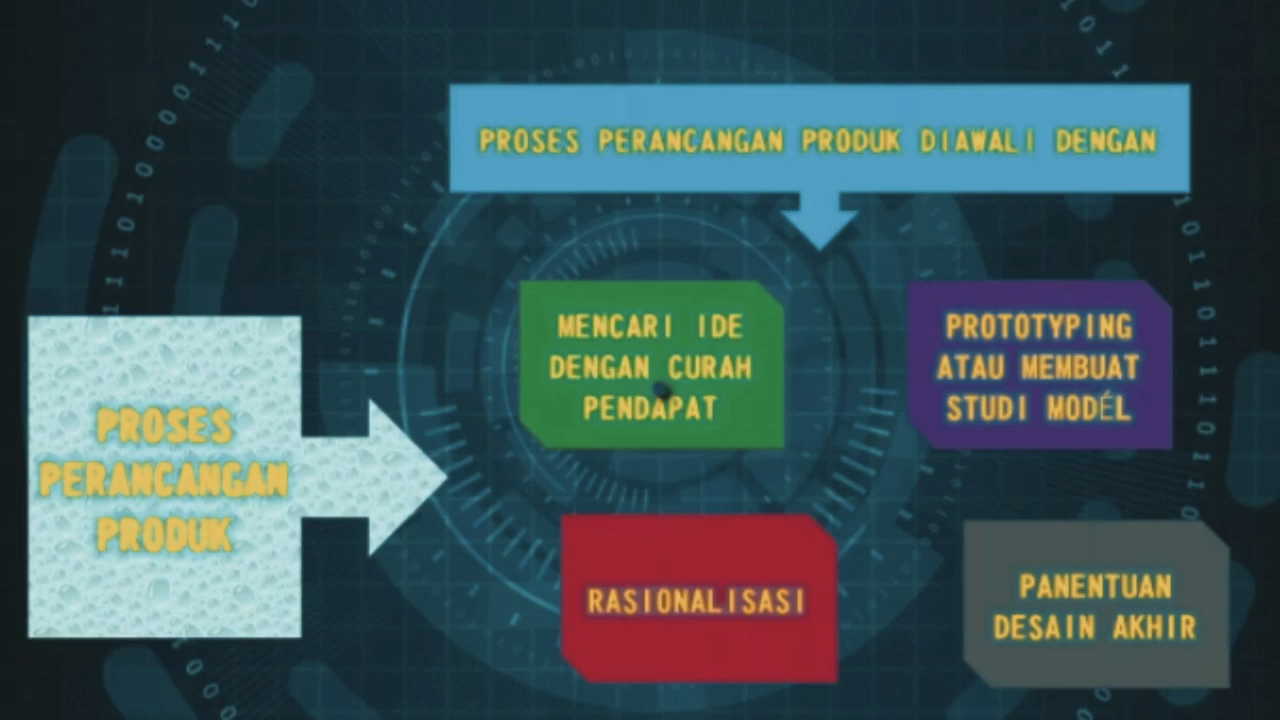 PROSES PERANCANGAN PRODUK DIAWALI DENGAN
PROSES
PERANCANGAN
PRODUK
MENCARI IDE
DENGAN CURAH
PENDAPAT
PROTOTYPING
ATAU MEMBUAT
STUDI MODÉL
RASIONALISASI
PANENTUAN
DESAIN AKHIR